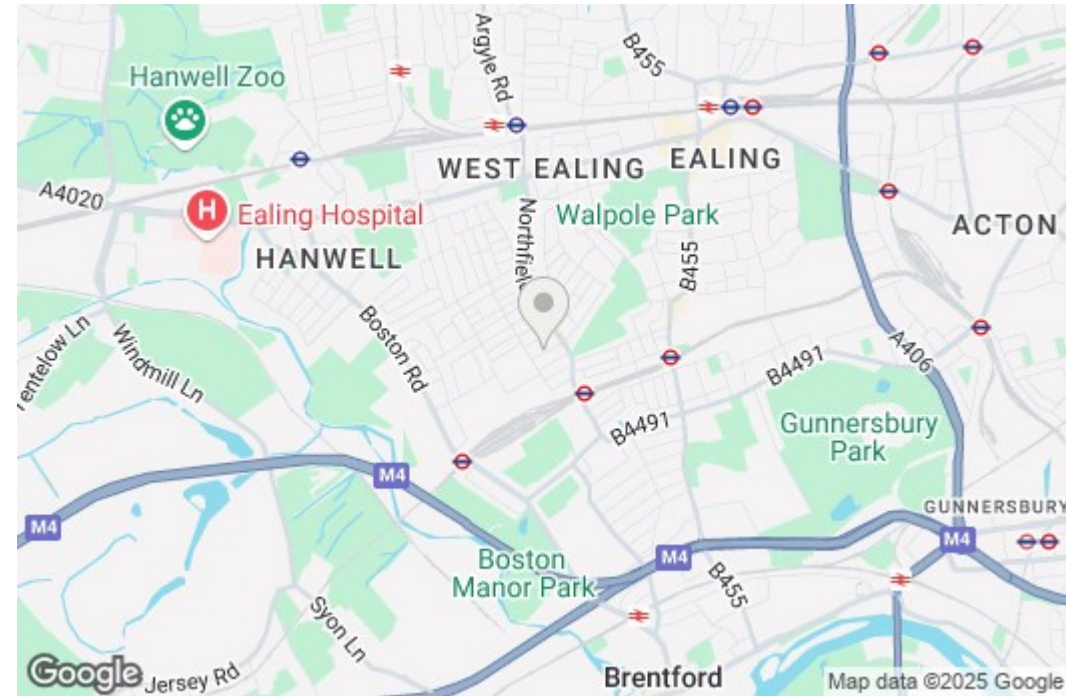 Argyle Rd
B455
Hanwell Zoo
WEST EALING
EALING
A4020
H
Ealing Hospital
Northfield
Walpole Park
ACTON
HANWELL
B455
Boston Rd
Windmill Ln
A406
B4491
B4491
Gunnersbury
Park
M4
M4
GUNNERSBURY
M4
M4
Boston
Manor Park
B455
Syon Ln
Jersey Rd
Brentford
Google
Map data ©2025 Google